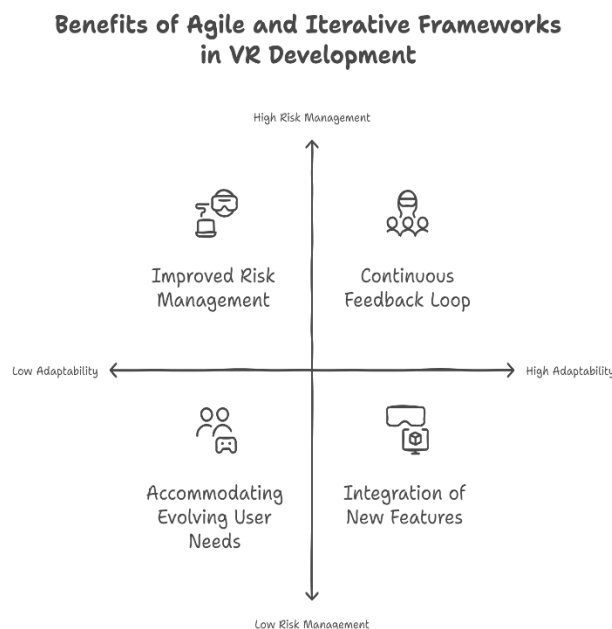 Benefits of Agile and Iterative Frameworks
in VR Development
High Risk Management
Improved Risk
Management
Continuous
Feedback Loop
Low Adaptability
High Adaptability
Accommodating
Evolving User
Needs
Integration of
New Features
Low Risk Management